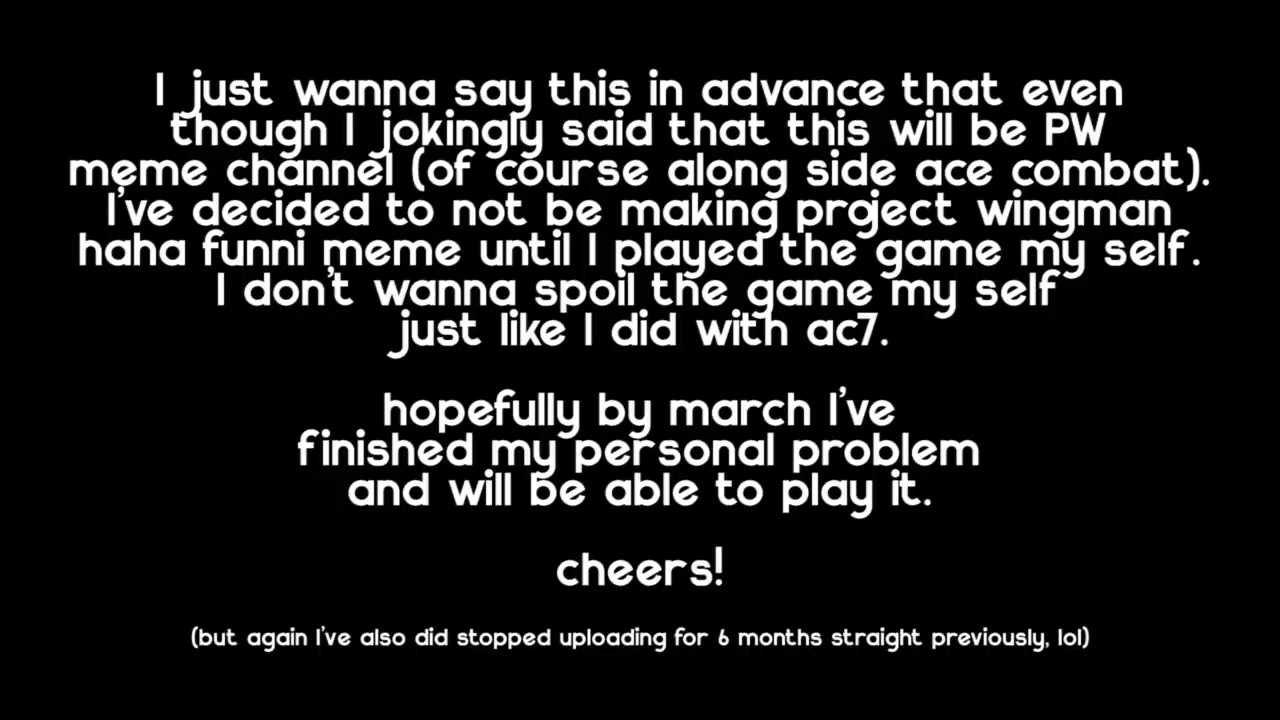 I just wanna say this in advance that even
though I jokingly said that this will be PW
meme channel (of course along side ace combat).
I've decided to not be making project wingman
haha funni meme until I played the game my self.
I don't wanna spoil the game my self
just like I did with ac7.
hopefully by march I've
finished my personal problem
and will be able to play it.
cheers!
(but again I've also did stopped uploading for 6 months straight previously, lol)